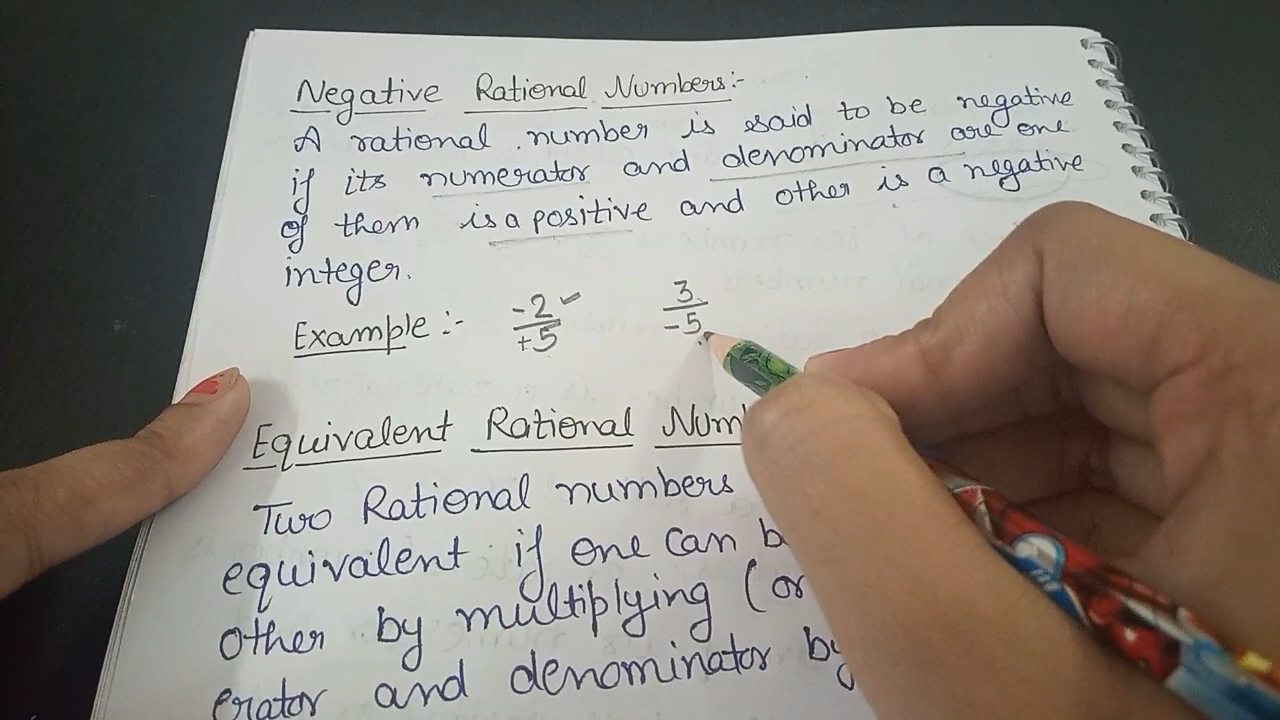 Negative Rational Numbers:-
A rational number is said to be negative
if its numerator and denominator are one
of them is a positive and other is a negative
integer.
Example :- -2/+5 3/-5
Equivalent Rational Num
Two Rational numbers
equivalent if one can b
other by multiplying (or
erator and denominator by